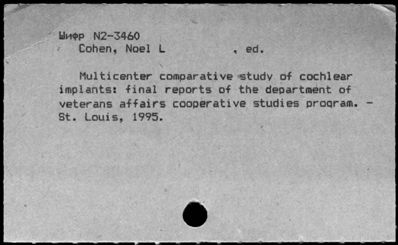 Шифр N2-3460
Cohen, Noel L , ed.
Multicenter comparative study of cochlear
implants: final reports of the department of
veterans affairs cooperative studies program. -
St. Louis, 1995.